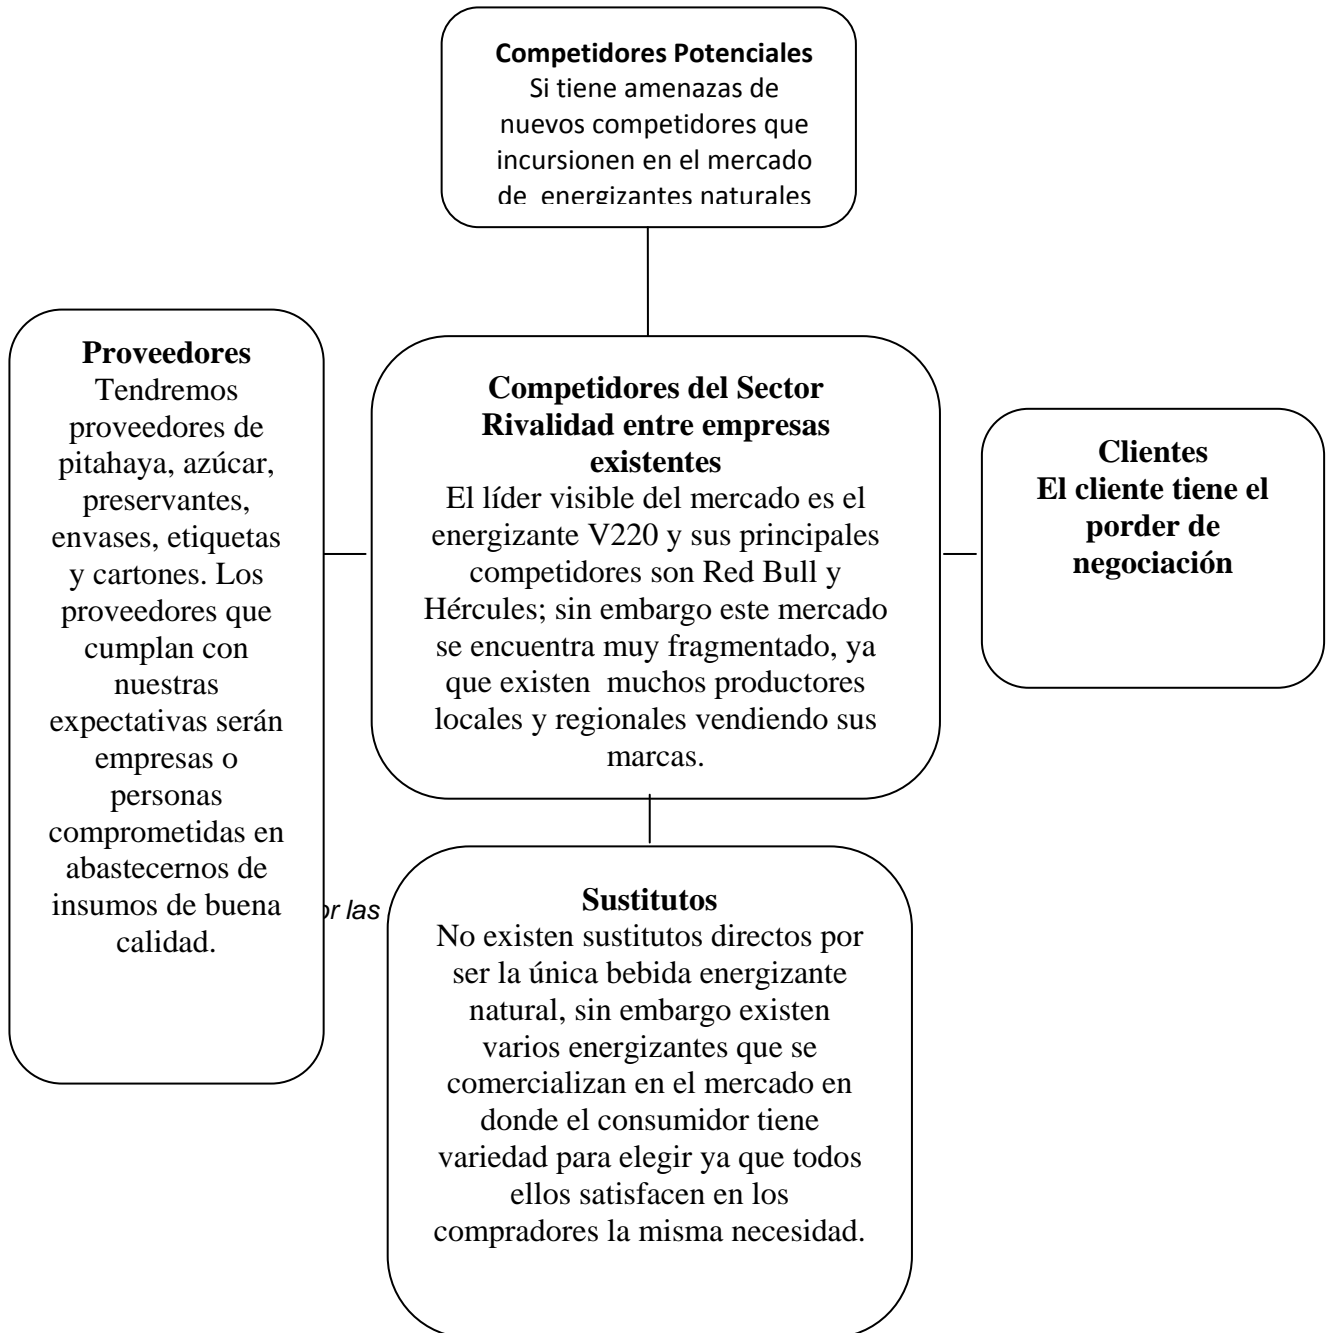 Competidores Potenciales
Si tiene amenazas de
nuevos competidores que
incursionen en el mercado
de energizantes naturales
Proveedores
Tendremos
proveedores de
pitahaya, azúcar,
preservantes,
envases, etiquetas
y cartones. Los
proveedores que
cumplan con
nuestras
expectativas serán
empresas o
personas
comprometidas en
abastecernos de
insumos de buena
calidad.
Competidores del Sector
Rivalidad entre empresas
existentes
El líder visible del mercado es el
energizante V220 y sus principales
competidores son Red Bull y
Hércules; sin embargo este mercado
se encuentra muy fragmentado, ya
que existen muchos productores
locales y regionales vendiendo sus
marcas.
Clientes
El cliente tiene el
porder de
negociación
las
Sustitutos
No existen sustitutos directos por
ser la única bebida energizante
natural, sin embargo existen
varios energizantes que se
comercializan en el mercado en
donde el consumidor tiene
variedad para elegir ya que todos
ellos satisfacen en los
compradores la misma necesidad.